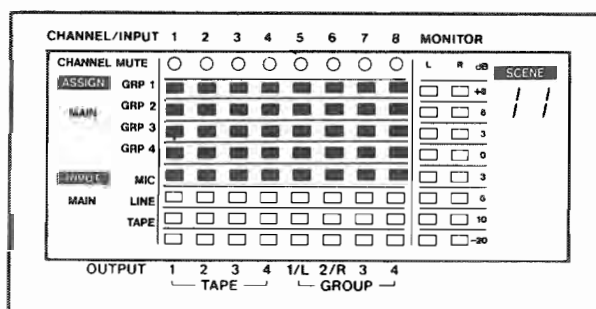 CHANNEL/INPUT 1 2 3 4 5 6 7 8 MONITOR
CHANNEL MUTE L R dB
ASSIGN GRP 1 +8 SCENE
MAIN GRP 2 6 11
GRP 3 3
GRP 4 0
INPUT MIC 3
MAIN LINE 6
TAPE 10
-20
OUTPUT 1 2 3 4 1/L 2/R 3 4
TAPE GROUP